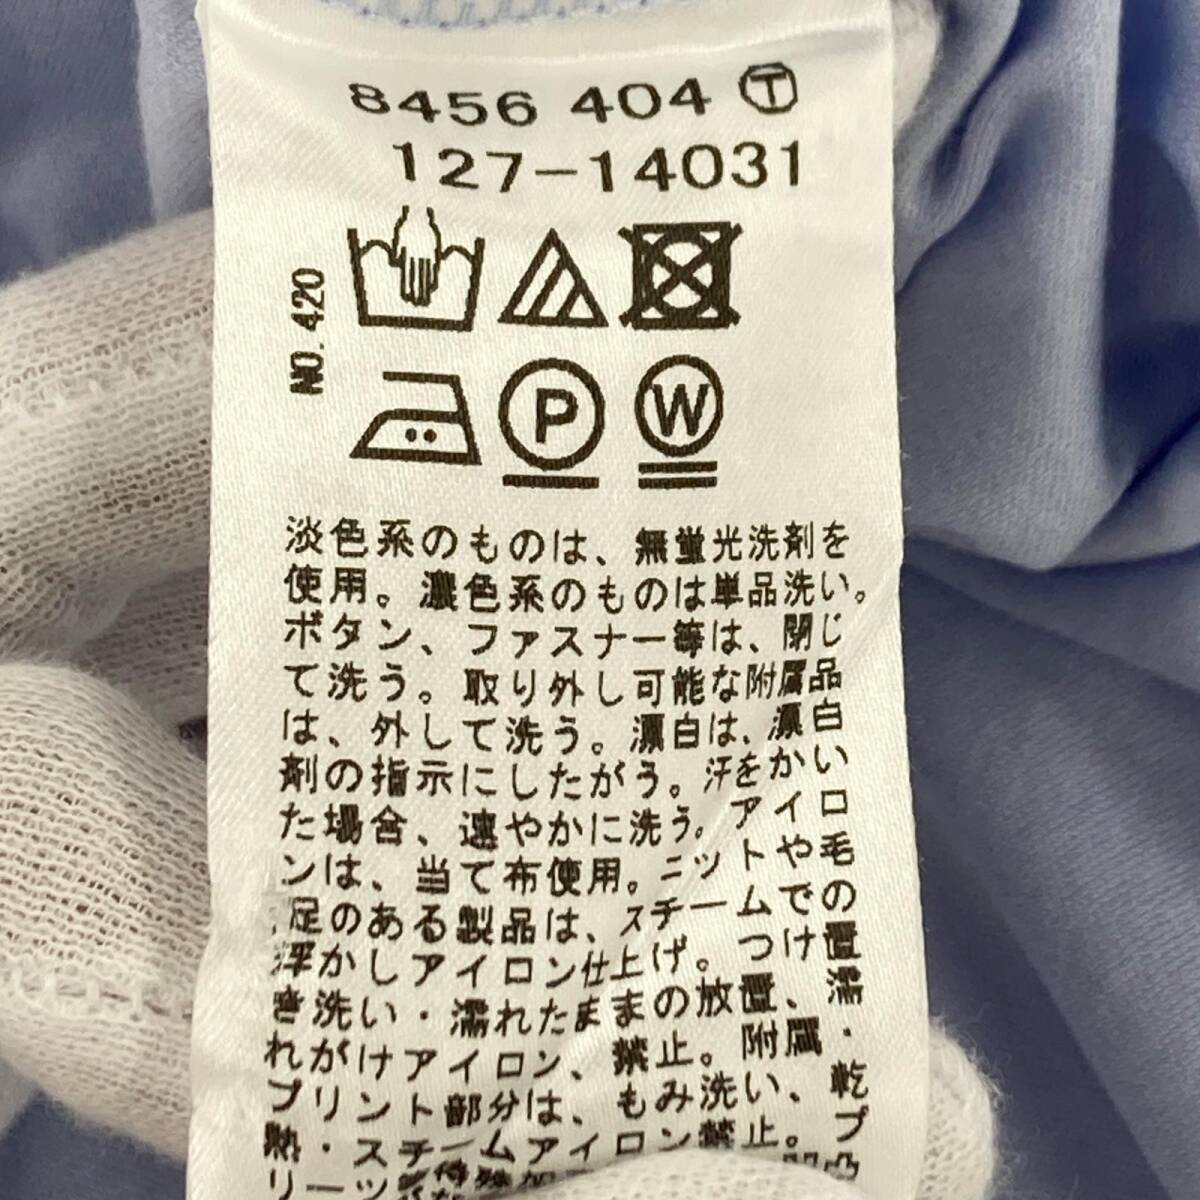 8456 404 Ⓣ
127-14031
NO. 420
P
W
淡色系のものは、無蛍光洗剤を
使用。濃色系のものは単品洗い。
ボタン、ファスナー等は、閉じ
て洗う。取り外し可能な附属品
は、外して洗う。漂白は、漂白
剤の指示にしたがう。汗をかい
た場合、速やかに洗う。アイロ
ンは、当て布使用。ニットや毛
足のある製品は、スチームでの
浮かしアイロン仕上げ。つけ置
き洗い・濡れたままの放置、濡
れがけアイロン、禁止。附属・
プリント部分は、もみ洗い、乾
熱・スチームアイロン禁止。プ
リーツ等特殊加